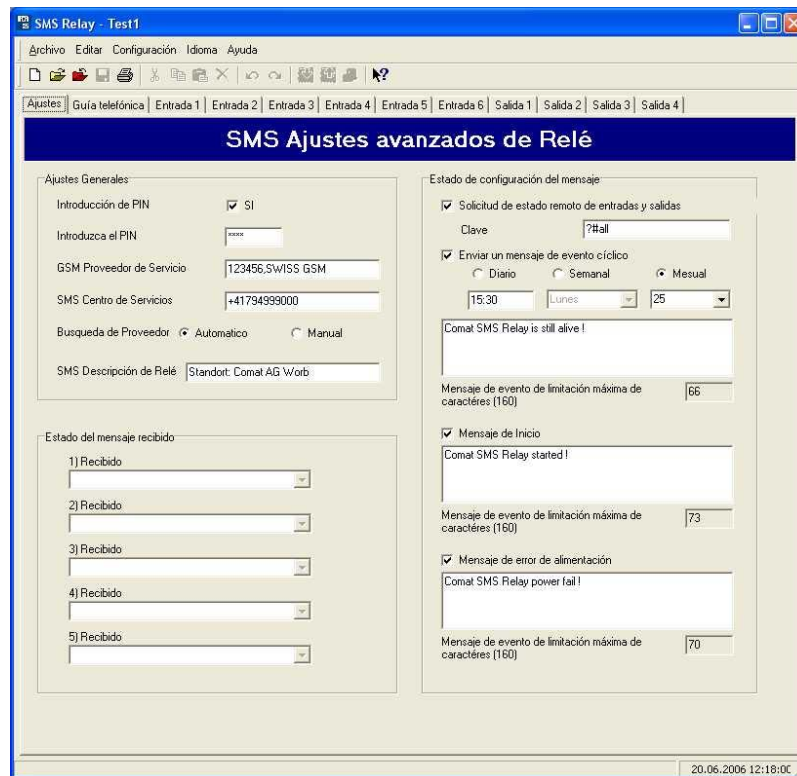 SMS Relay - Test1
Archivo Editar Configuración Idioma Ayuda
Ajustes Guía telefónica Entrada 1 Entrada 2 Entrada 3 Entrada 4 Entrada 5 Entrada 6 Salida 1 Salida 2 Salida 3 Salida 4
SMS Ajustes avanzados de Relé
Ajustes Generales
Introducción de PIN SI
Introduzca el PIN ****
GSM Proveedor de Servicio 123456,SWISS GSM
SMS Centro de Servicios +41794999000
Busqueda de Proveedor Automatico Manual
SMS Descripción de Relé Standort: Comat AG Worb
Estado del mensaje recibido
1) Recibido
2) Recibido
3) Recibido
4) Recibido
5) Recibido
Estado de configuración del mensaje
Solicitud de estado remoto de entradas y salidas
Clave ?#all
Enviar un mensaje de evento cíclico
Diario Semanal Mesual
15:30 Lunes 25
Comat SMS Relay is still alive !
Mensaje de evento de limitación máxima de
caractéres (160) 66
Mensaje de Inicio
Comat SMS Relay started !
Mensaje de evento de limitación máxima de
caractéres (160) 73
Mensaje de error de alimentación
Comat SMS Relay power fail !
Mensaje de evento de limitación máxima de
caractéres (160) 70
20.06.2006 12:18:00